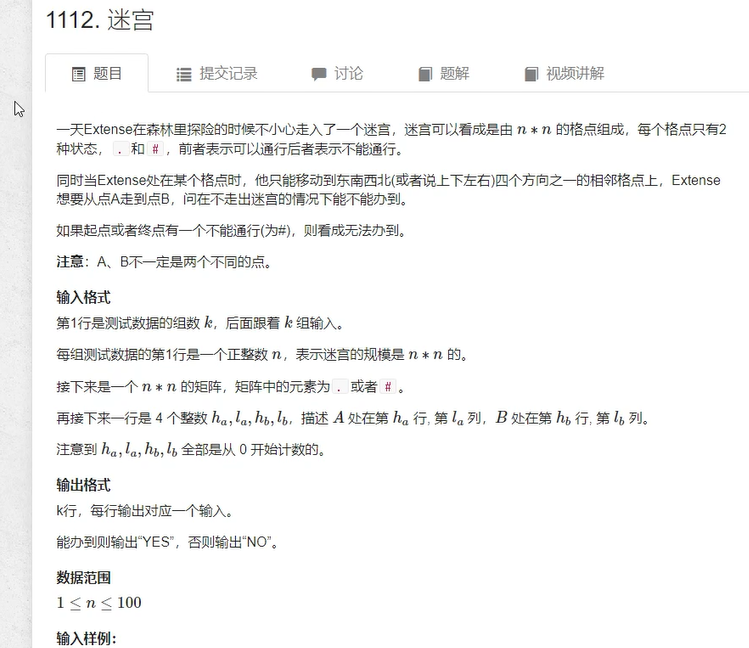 1112. 迷宫
题目 提交记录 讨论 题解 视频讲解
一天Extense在森林里探险的时候不小心走入了一个迷宫，迷宫可以看成是由 n * n 的格点组成，每个格点只有2
种状态， . 和 # ，前者表示可以通行后者表示不能通行。
同时当Extense处在某个格点时，他只能移动到东南西北(或者说上下左右)四个方向之一的相邻格点上，Extense
想要从点A走到点B，问在不走出迷宫的情况下能不能办到。
如果起点或者终点有一个不能通行(为#)，则看成无法办到。
注意：A、B不一定是两个不同的点。
输入格式
第1行是测试数据的组数 k，后面跟着 k 组输入。
每组测试数据的第1行是一个正整数 n，表示迷宫的规模是 n * n 的。
接下来是一个 n * n 的矩阵，矩阵中的元素为 . 或者 # 。
再接下来一行是 4 个整数 h_a, l_a, h_b, l_b，描述 A 处在第 h_a 行, 第 l_a 列，B 处在第 h_b 行, 第 l_b 列。
注意到 h_a, l_a, h_b, l_b 全部是从 0 开始计数的。
输出格式
k行，每行输出对应一个输入。
能办到则输出“YES”，否则输出“NO”。
数据范围
1 ≤ n ≤ 100
输入样例：